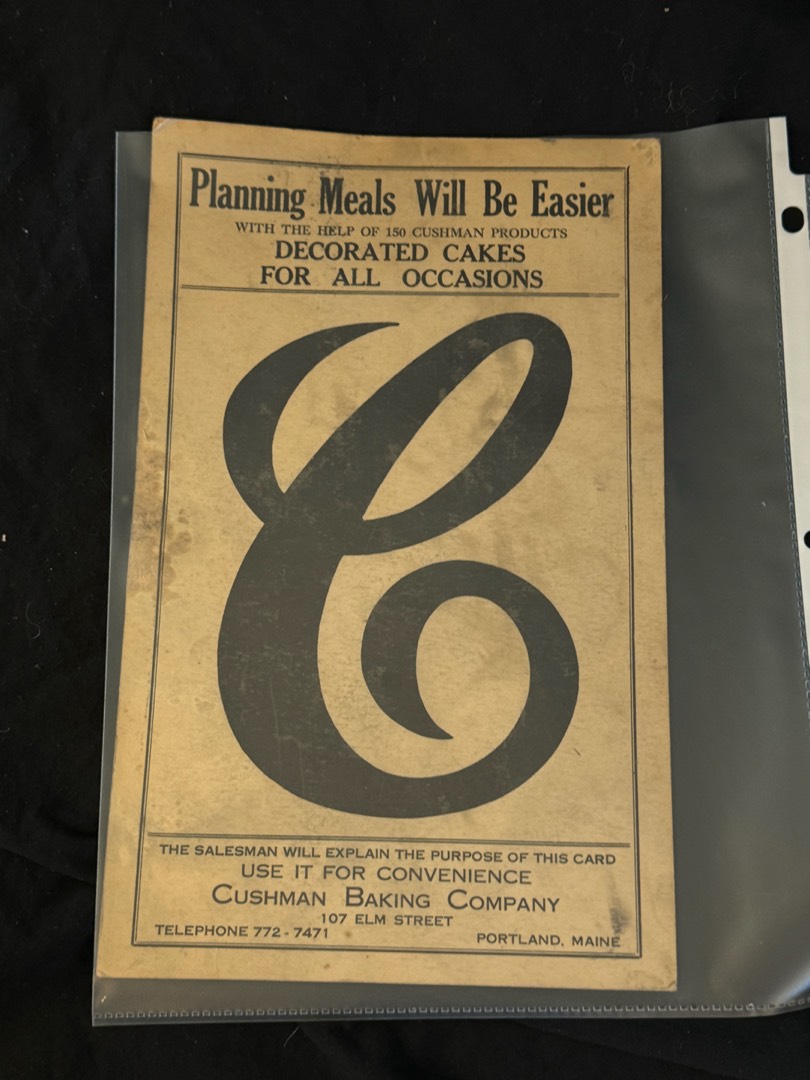 Planning Meals Will Be Easier
WITH THE HELP OF 150 CUSHMAN PRODUCTS
DECORATED CAKES
FOR ALL OCCASIONS
C
THE SALESMAN WILL EXPLAIN THE PURPOSE OF THIS CARD
USE IT FOR CONVENIENCE
CUSHMAN BAKING COMPANY
107 ELM STREET
TELEPHONE 772-7471 PORTLAND, MAINE